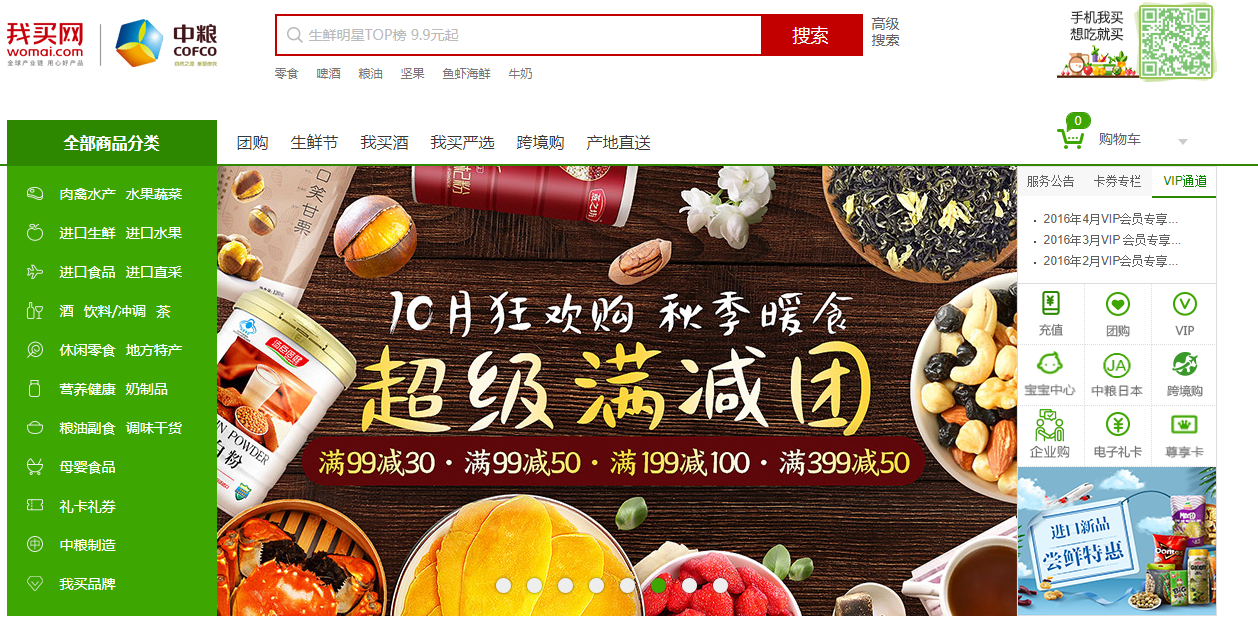 我买网
womai.com
全球产业链 用心好产品
中粮
COFCO
自然之源 重塑你我
生鲜明星TOP榜 9.9元起
搜索
高级
搜索
零食 啤酒 粮油 坚果 鱼虾海鲜 牛奶
手机我买
想吃就买
全部商品分类
团购 生鲜节 我买酒 我买严选 跨境购 产地直送
0
购物车
肉禽水产 水果蔬菜
进口生鲜 进口水果
进口食品 进口直采
酒 饮料/冲调 茶
休闲零食 地方特产
营养健康 奶制品
粮油副食 调味干货
母婴食品
礼卡礼券
中粮制造
我买品牌
口笑甘栗
120g
汤臣倍健
N POWDER
白粉
10月狂欢购 秋季暖食
超级满减团
满99减30·满99减50·满199减100·满399减50
服务公告 卡券专栏 VIP通道
2016年4月VIP会员专享...
2016年3月VIP 会员专享...
2016年2月VIP会员专享...
充值 团购 VIP
宝宝中心 中粮日本 跨境购
JA
企业购 电子礼卡 尊享卡
进口新品
尝鲜特惠
MIXED
Doritos